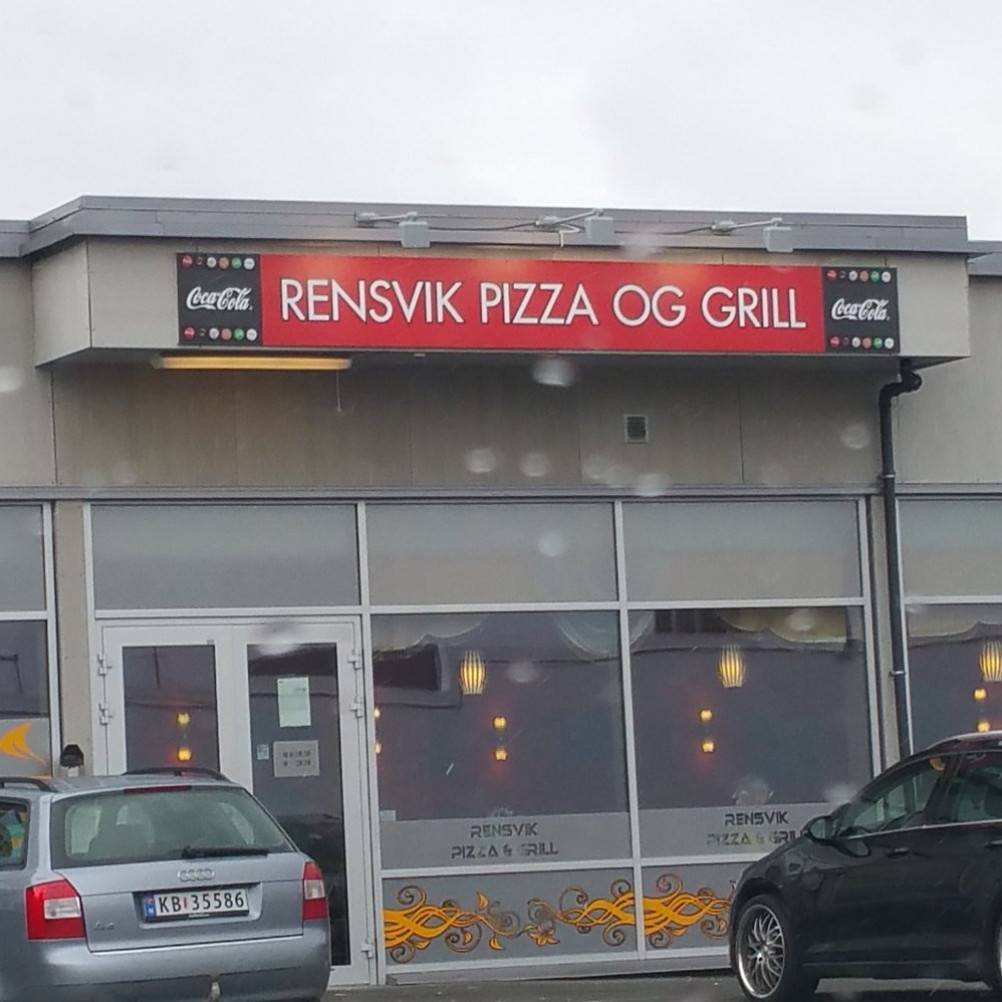 Coca-Cola RENSVIK PIZZA OG GRILL Coca-Cola
RENSVIK
PIZZA & GRILL
RENSVIK
PIZZA & GRILL
KB 35586